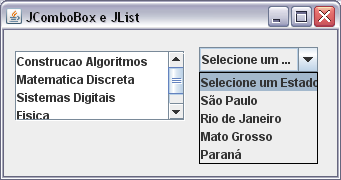 JComboBox e JList
Construcao Algoritmos
Matematica Discreta
Sistemas Digitais
Fisica
Selecione um ...
Selecione um Estado
São Paulo
Rio de Janeiro
Mato Grosso
Paraná